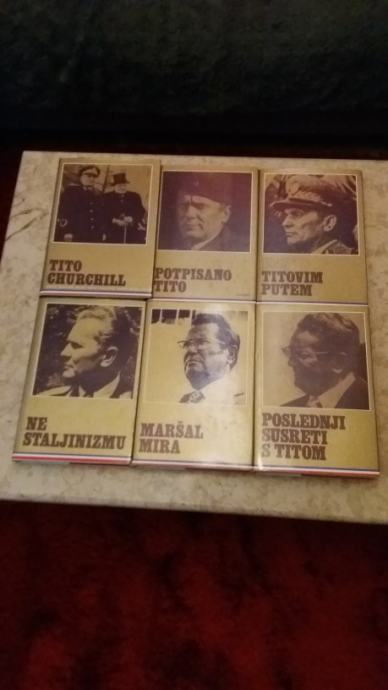 TITO
CHURCHILL
POTPISANO
TITO
TITOVIM
PUTEM
NE
STALJINIZMU
MARŠAL
MIRA
POSLEDNJI
SUSRETI
S TITOM